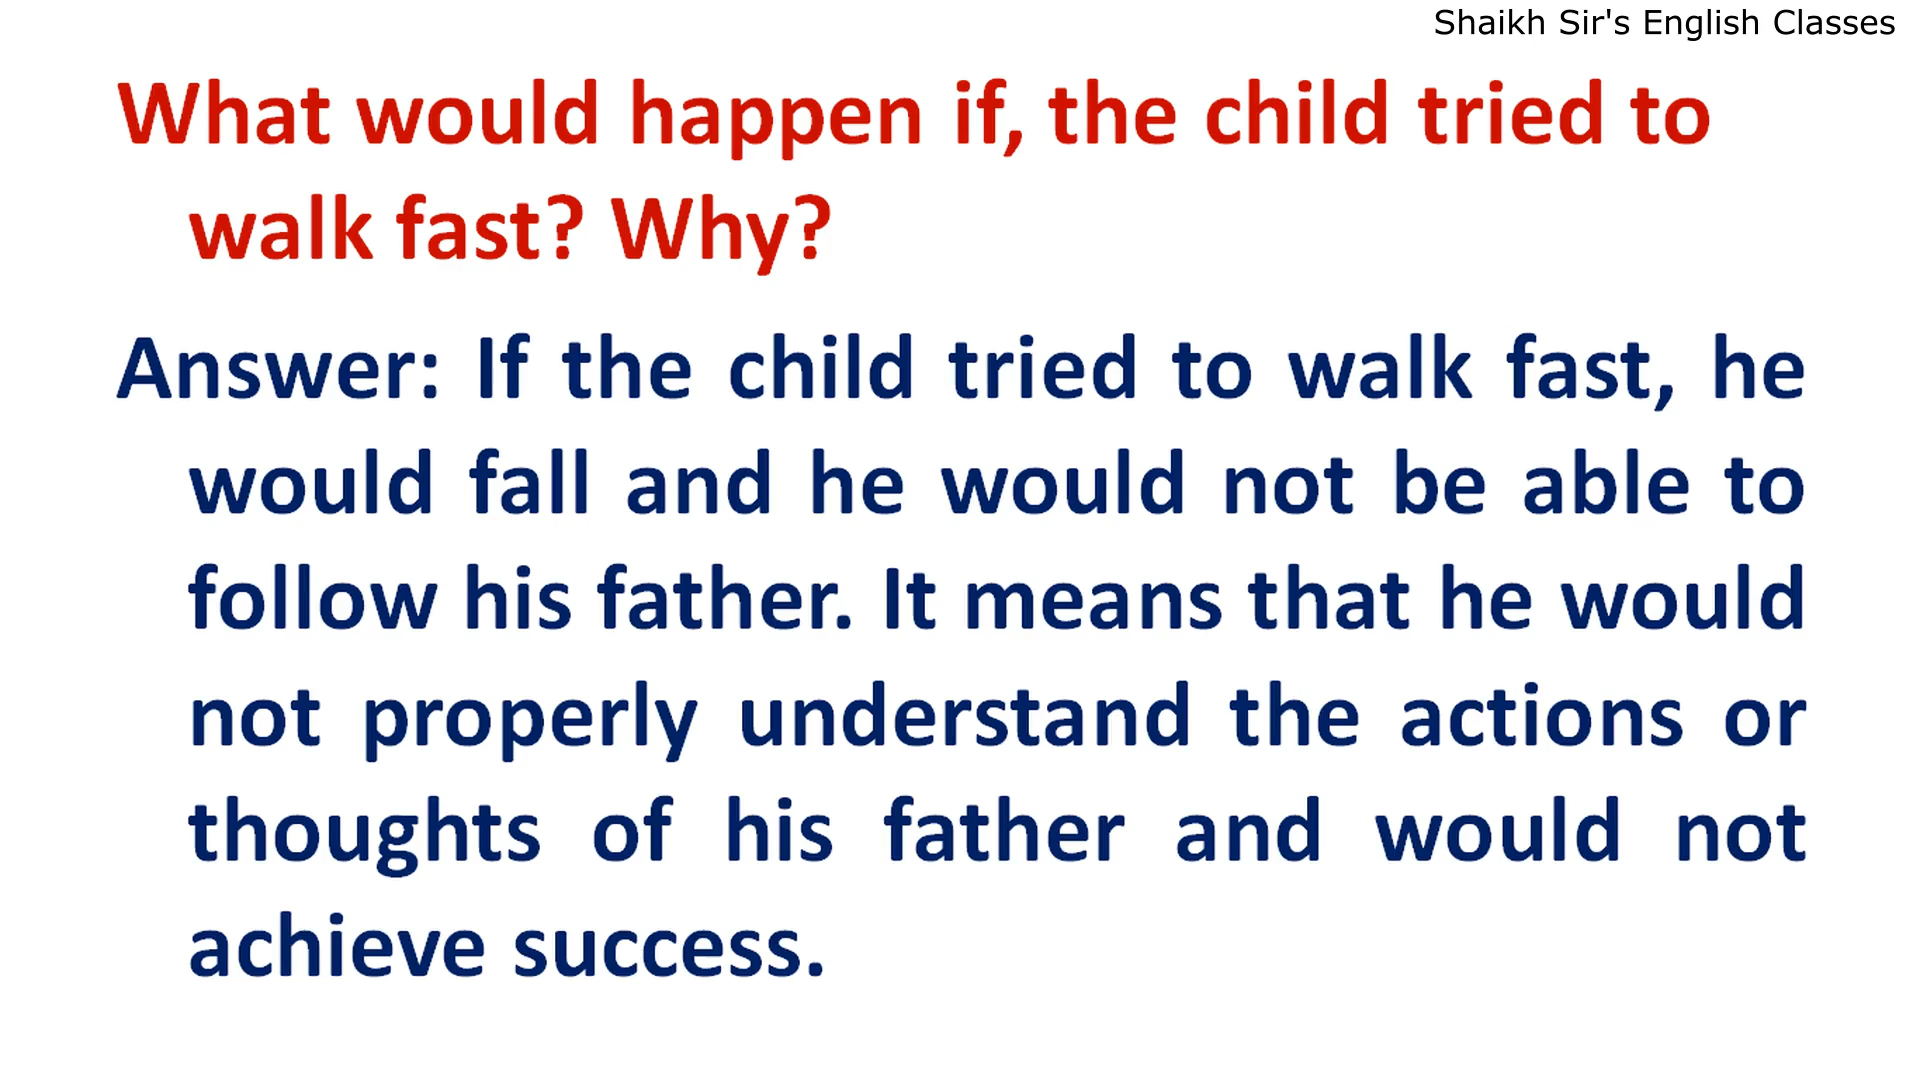 Shaikh Sir's English Classes
What would happen if, the child tried to
walk fast? Why?
Answer: If the child tried to walk fast, he
would fall and he would not be able to
follow his father. It means that he would
not properly understand the actions or
thoughts of his father and would not
achieve success.